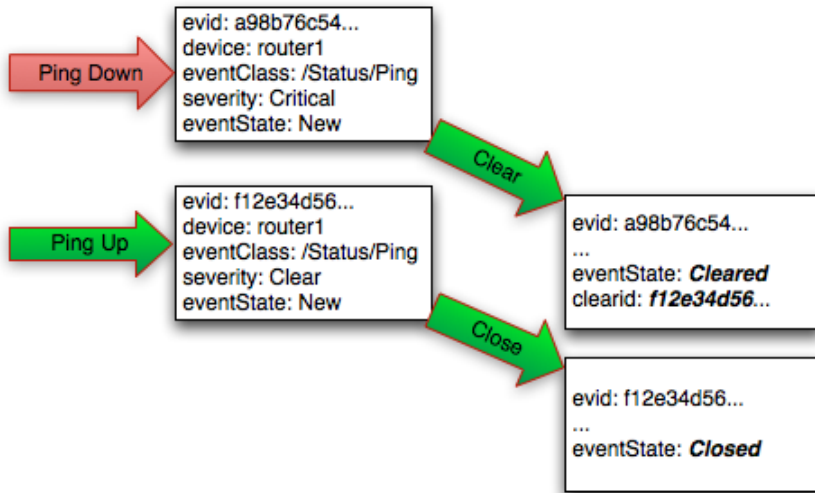 Ping Down
evid: a98b76c54...
device: router1
eventClass: /Status/Ping
severity: Critical
eventState: New
Clear
Ping Up
evid: f12e34d56...
device: router1
eventClass: /Status/Ping
severity: Clear
eventState: New
Close
evid: a98b76c54...
...
eventState: Cleared
clearid: f12e34d56...
evid: f12e34d56...
...
eventState: Closed